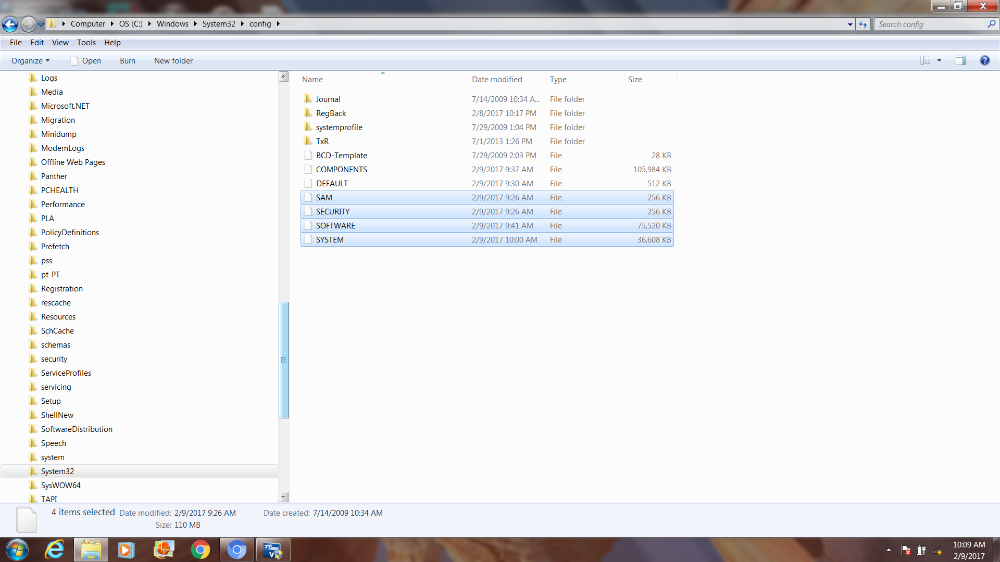 Computer OS (C:) Windows System32 config
Search config
File Edit View Tools Help
Organize Open Burn New folder
Logs
Media
Microsoft.NET
Migration
Minidump
ModemLogs
Offline Web Pages
Panther
PCHEALTH
Performance
PLA
PolicyDefinitions
Prefetch
pss
pt-PT
Registration
rescache
Resources
SchCache
schemas
security
ServiceProfiles
servicing
Setup
ShellNew
SoftwareDistribution
Speech
system
System32
SysWOW64
TAPI
Name Date modified Type Size
Journal 7/14/2009 10:34 A... File folder
RegBack 2/8/2017 10:17 PM File folder
systemprofile 7/29/2009 1:04 PM File folder
TxR 7/1/2013 1:26 PM File folder
BCD-Template 7/29/2009 2:03 PM File 28 KB
COMPONENTS 2/9/2017 9:37 AM File 105,984 KB
DEFAULT 2/9/2017 9:30 AM File 512 KB
SAM 2/9/2017 9:26 AM File 256 KB
SECURITY 2/9/2017 9:26 AM File 256 KB
SOFTWARE 2/9/2017 9:41 AM File 75,520 KB
SYSTEM 2/9/2017 10:00 AM File 36,608 KB
4 items selected Date modified: 2/9/2017 9:26 AM Date created: 7/14/2009 10:34 AM
Size: 110 MB
10:09 AM
2/9/2017